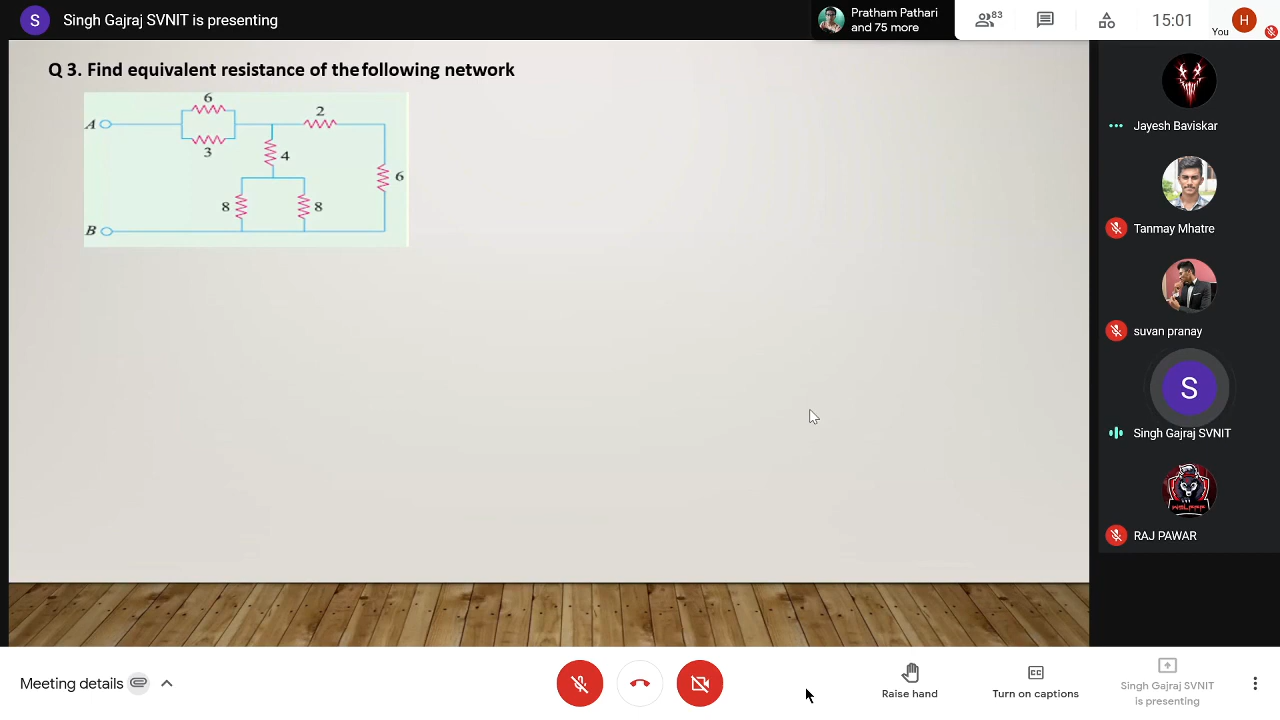 S Singh Gajraj SVNIT is presenting
Pratham Pathari
and 75 more
83
15:01
You
H
Q 3. Find equivalent resistance of the following network
6
2
A
3
4
6
8
8
B
Jayesh Baviskar
Tanmay Mhatre
suvan pranay
S
Singh Gajraj SVNIT
RAJ PAWAR
Meeting details
Raise hand
CC
Turn on captions
Singh Gajraj SVNIT
is presenting